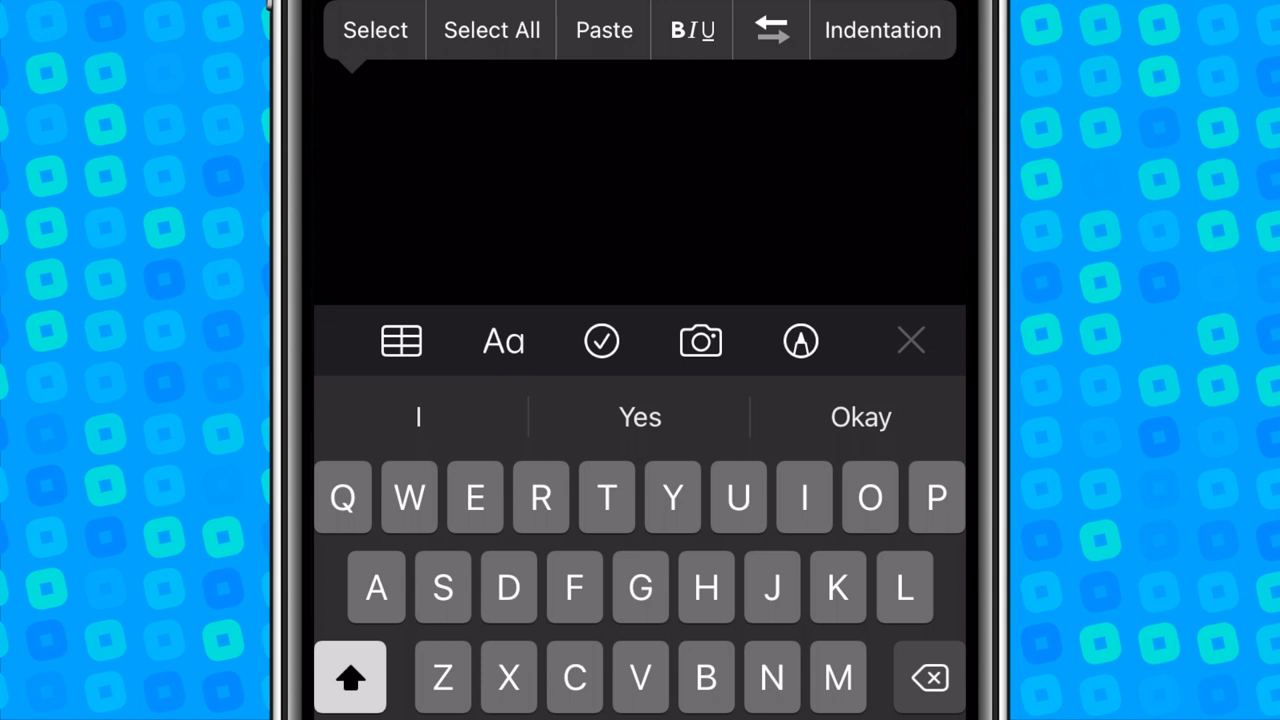 Select Select All Paste BIU Indentation
Aa
I Yes Okay
Q W E R T Y U I O P
A S D F G H J K L
Z X C V B N M